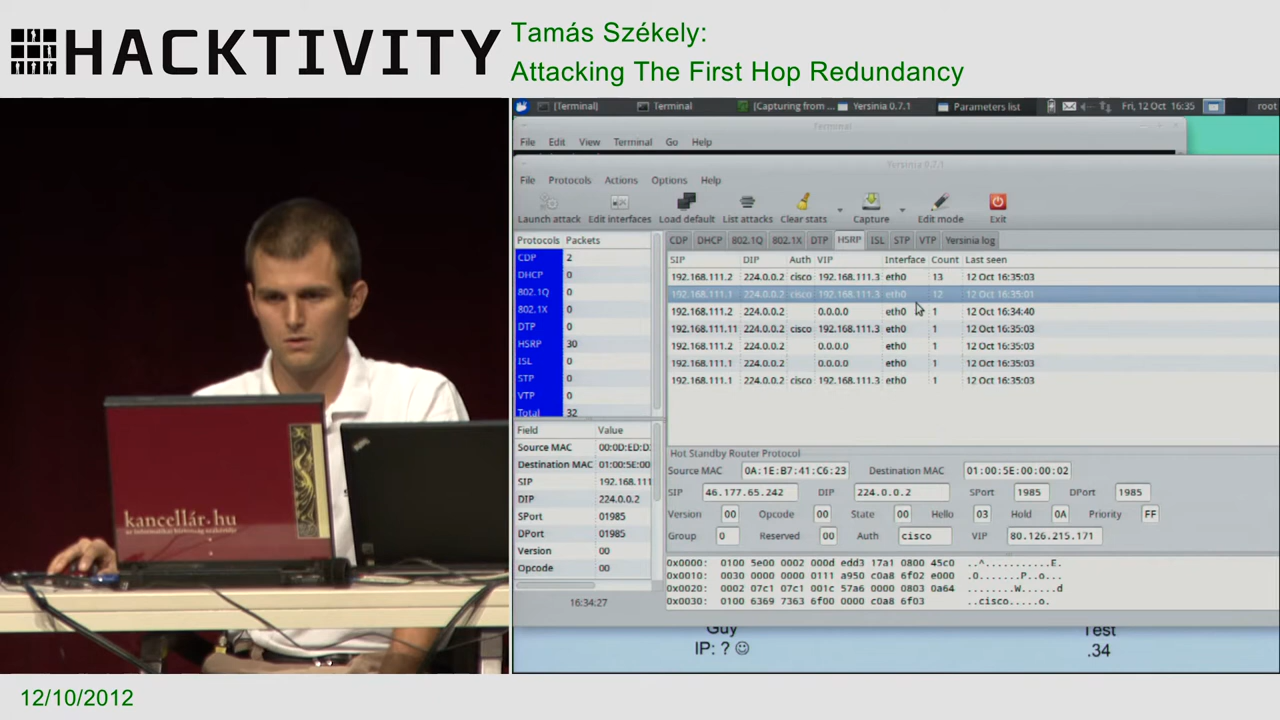 HACKTIVITY
Tamás Székely:
Attacking The First Hop Redundancy
[Terminal] Terminal [Capturing from ... Yersinia 0.7.1 Parameters list Fri, 12 Oct 16:35 root
Terminal
File Edit View Terminal Go Help
Yersinia 0.7.1
File Protocols Actions Options Help
Launch attack Edit interfaces Load default List attacks Clear stats Capture Edit mode Exit
Protocols Packets
CDP 2
DHCP 0
802.1Q 0
802.1X 0
DTP 0
HSRP 30
ISL 0
STP 0
VTP 0
Total 32
CDP DHCP 802.1Q 802.1X DTP HSRP ISL STP VTP Yersinia log
SIP DIP Auth VIP Interface Count Last seen
192.168.111.2 224.0.0.2 cisco 192.168.111.3 eth0 13 12 Oct 16:35:03
192.168.111.1 224.0.0.2 cisco 192.168.111.3 eth0 12 12 Oct 16:35:01
192.168.111.2 224.0.0.2 0.0.0.0 eth0 1 12 Oct 16:34:40
192.168.111.11 224.0.0.2 cisco 192.168.111.3 eth0 1 12 Oct 16:35:03
192.168.111.2 224.0.0.2 0.0.0.0 eth0 1 12 Oct 16:35:03
192.168.111.1 224.0.0.2 0.0.0.0 eth0 1 12 Oct 16:35:03
192.168.111.1 224.0.0.2 cisco 192.168.111.3 eth0 1 12 Oct 16:35:03
Field Value
Source MAC 00:0D:ED:D
Destination MAC 01:00:5E:00
SIP 192.168.111
DIP 224.0.0.2
SPort 01985
DPort 01985
Version 00
Opcode 00
16:34:27
Hot Standby Router Protocol
Source MAC 0A:1E:B7:41:C6:23 Destination MAC 01:00:5E:00:00:02
SIP 46.177.65.242 DIP 224.0.0.2 SPort 1985 DPort 1985
Version 00 Opcode 00 State 00 Hello 03 Hold 0A Priority FF
Group 0 Reserved 00 Auth cisco VIP 80.126.215.171
0x0000: 0100 5e00 0002 000d edd3 17a1 0800 45c0 ..^...........E.
0x0010: 0030 0000 0000 0111 a950 c0a8 6f02 e000 .0.......P..o...
0x0020: 0002 07c1 07c1 001c 57a6 0000 0803 0a64 ........W......d
0x0030: 0100 6369 7363 6f00 0000 c0a8 6f03 ..cisco.....o.
Guy
IP: ? ☺
Test
.34
kancellár.hu
12/10/2012